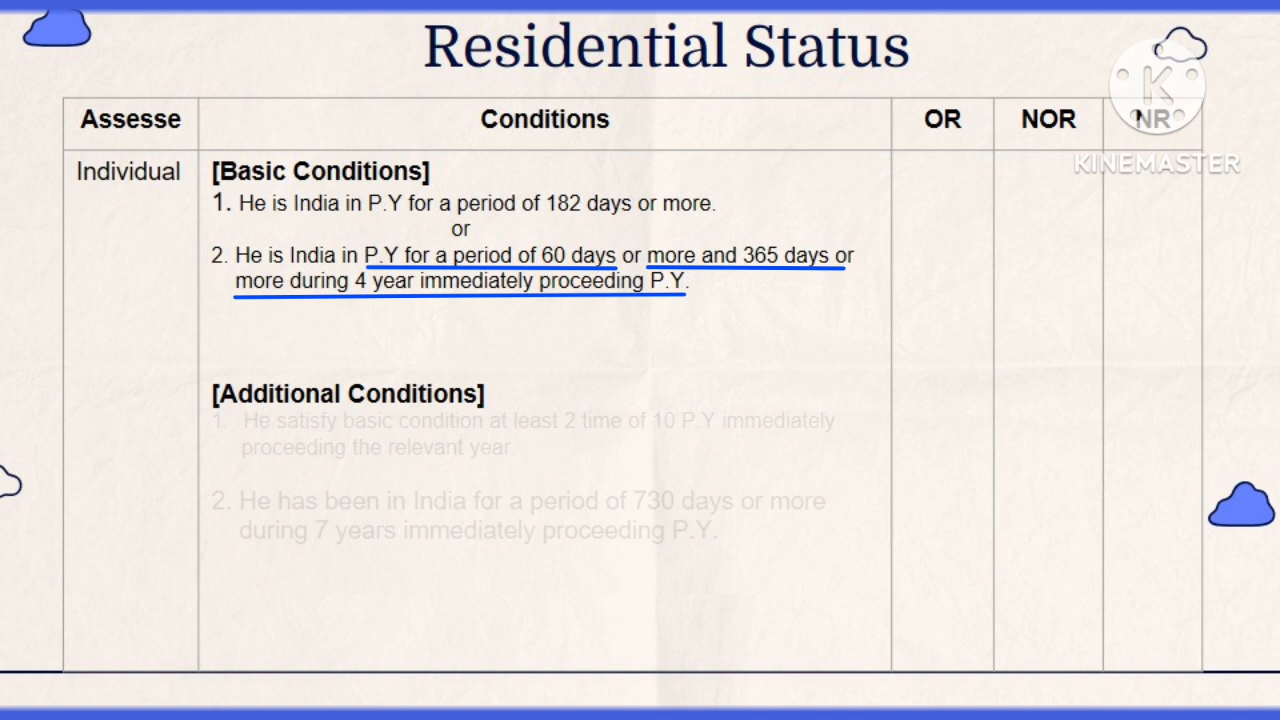 Residential Status
Assesse Conditions OR NOR NR
Individual [Basic Conditions]
1. He is India in P.Y for a period of 182 days or more.
or
2. He is India in P.Y for a period of 60 days or more and 365 days or
more during 4 year immediately proceeding P.Y.
[Additional Conditions]
1. He satisfy basic condition at least 2 time of 10 P.Y immediately
proceeding the relevant year.
2. He has been in India for a period of 730 days or more
during 7 years immediately proceeding P.Y.
K
KINEMASTER